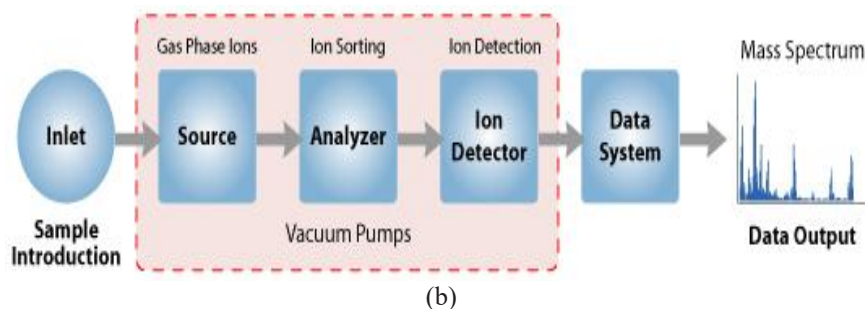 Gas Phase Ions
Ion Sorting
Ion Detection
Mass Spectrum
Inlet
Source
Analyzer
Ion
Detector
Data
System
Sample
Introduction
Vacuum Pumps
Data Output
(b)